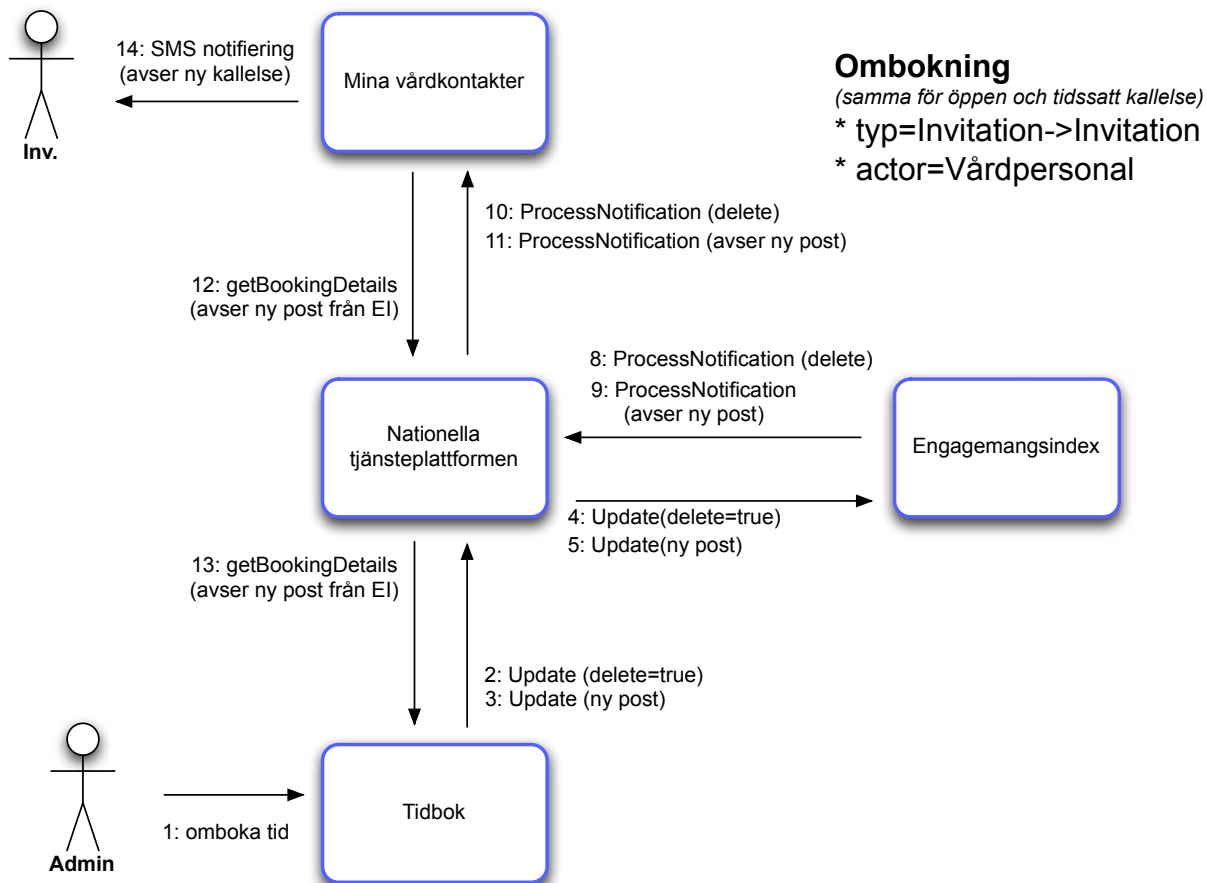 14: SMS notifiering
(avser ny kallelse)
Inv.
Mina vårdkontakter
Ombokning
(samma för öppen och tidssatt kallelse)
* typ=Invitation->Invitation
* actor=Vårdpersonal
10: ProcessNotification (delete)
11: ProcessNotification (avser ny post)
12: getBookingDetails
(avser ny post från EI)
8: ProcessNotification (delete)
9: ProcessNotification
(avser ny post)
Nationella
tjänsteplattformen
Engagemangsindex
4: Update(delete=true)
5: Update(ny post)
13: getBookingDetails
(avser ny post från EI)
2: Update (delete=true)
3: Update (ny post)
Tidbok
1: omboka tid
Admin